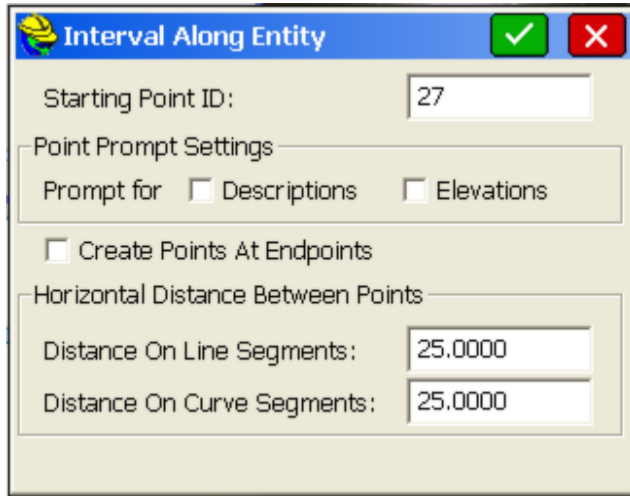 Interval Along Entity
Starting Point ID: 27
Point Prompt Settings
Prompt for Descriptions Elevations
Create Points At Endpoints
Horizontal Distance Between Points
Distance On Line Segments: 25.0000
Distance On Curve Segments: 25.0000